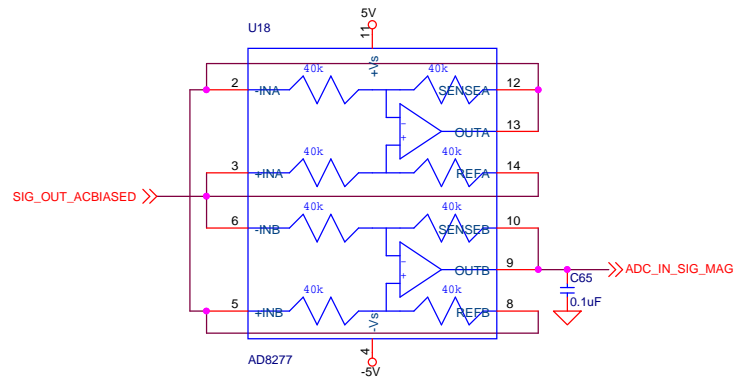 5V
U18
11
+Vs
40k
40k
2
-INA
SENSEA
12
OUTA
13
40k
40k
3
+INA
REFA
14
SIG_OUT_ACBIASED
40k
40k
6
-INB
SENSEB
10
OUTB
9
ADC_IN_SIG_MAG
C65
40k
40k
5
+INB
REFB
8
0.1uF
-Vs
4
AD8277
-5V